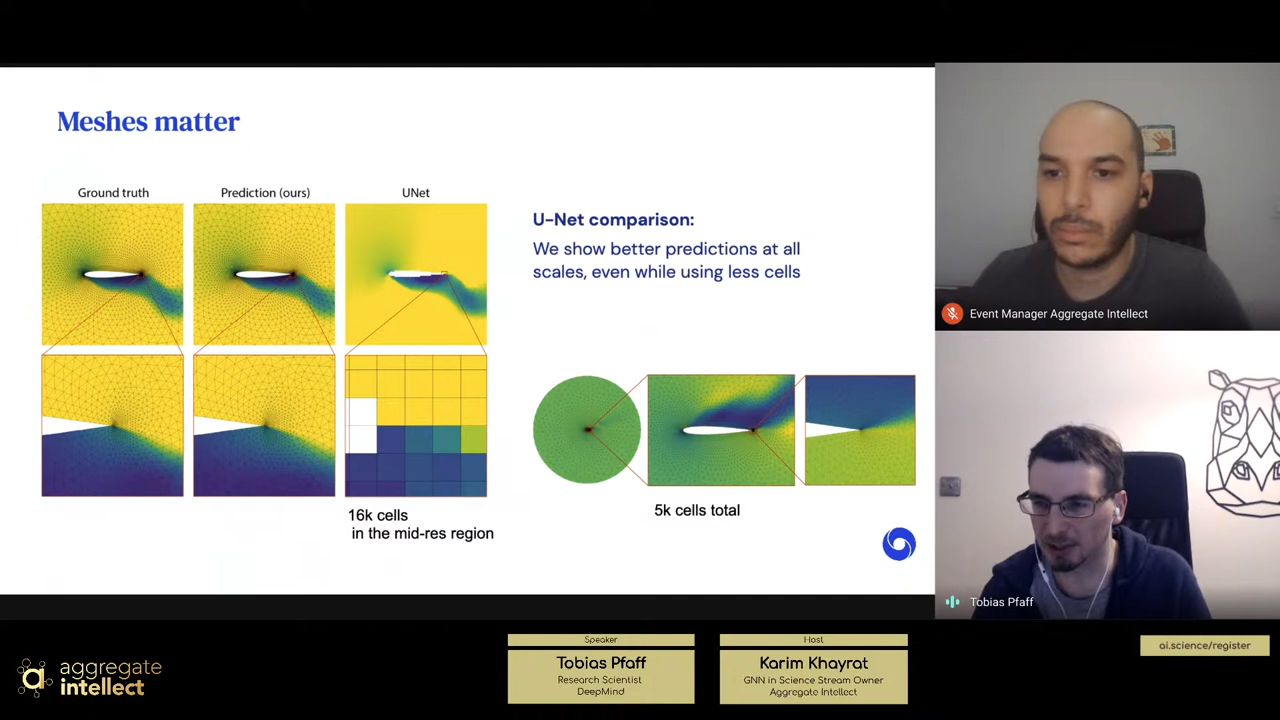 Meshes matter
Ground truth
Prediction (ours)
UNet
U-Net comparison:
We show better predictions at all
scales, even while using less cells
16k cells
in the mid-res region
5k cells total
Event Manager Aggregate Intellect
Tobias Pfaff
aggregate
intellect
Speaker
Tobias Pfaff
Research Scientist
DeepMind
Host
Karim Khayrat
GNN in Science Stream Owner
Aggregate Intellect
ai.science/register